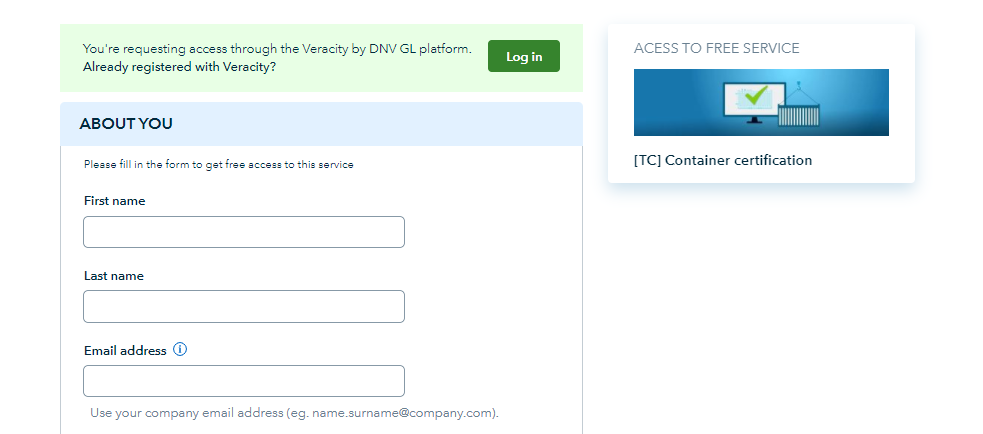 You're requesting access through the Veracity by DNV GL platform.
Already registered with Veracity?
Log in
ABOUT YOU
Please fill in the form to get free access to this service
First name
Last name
Email address
Use your company email address (eg. name.surname@company.com).
ACESS TO FREE SERVICE
[TC] Container certification